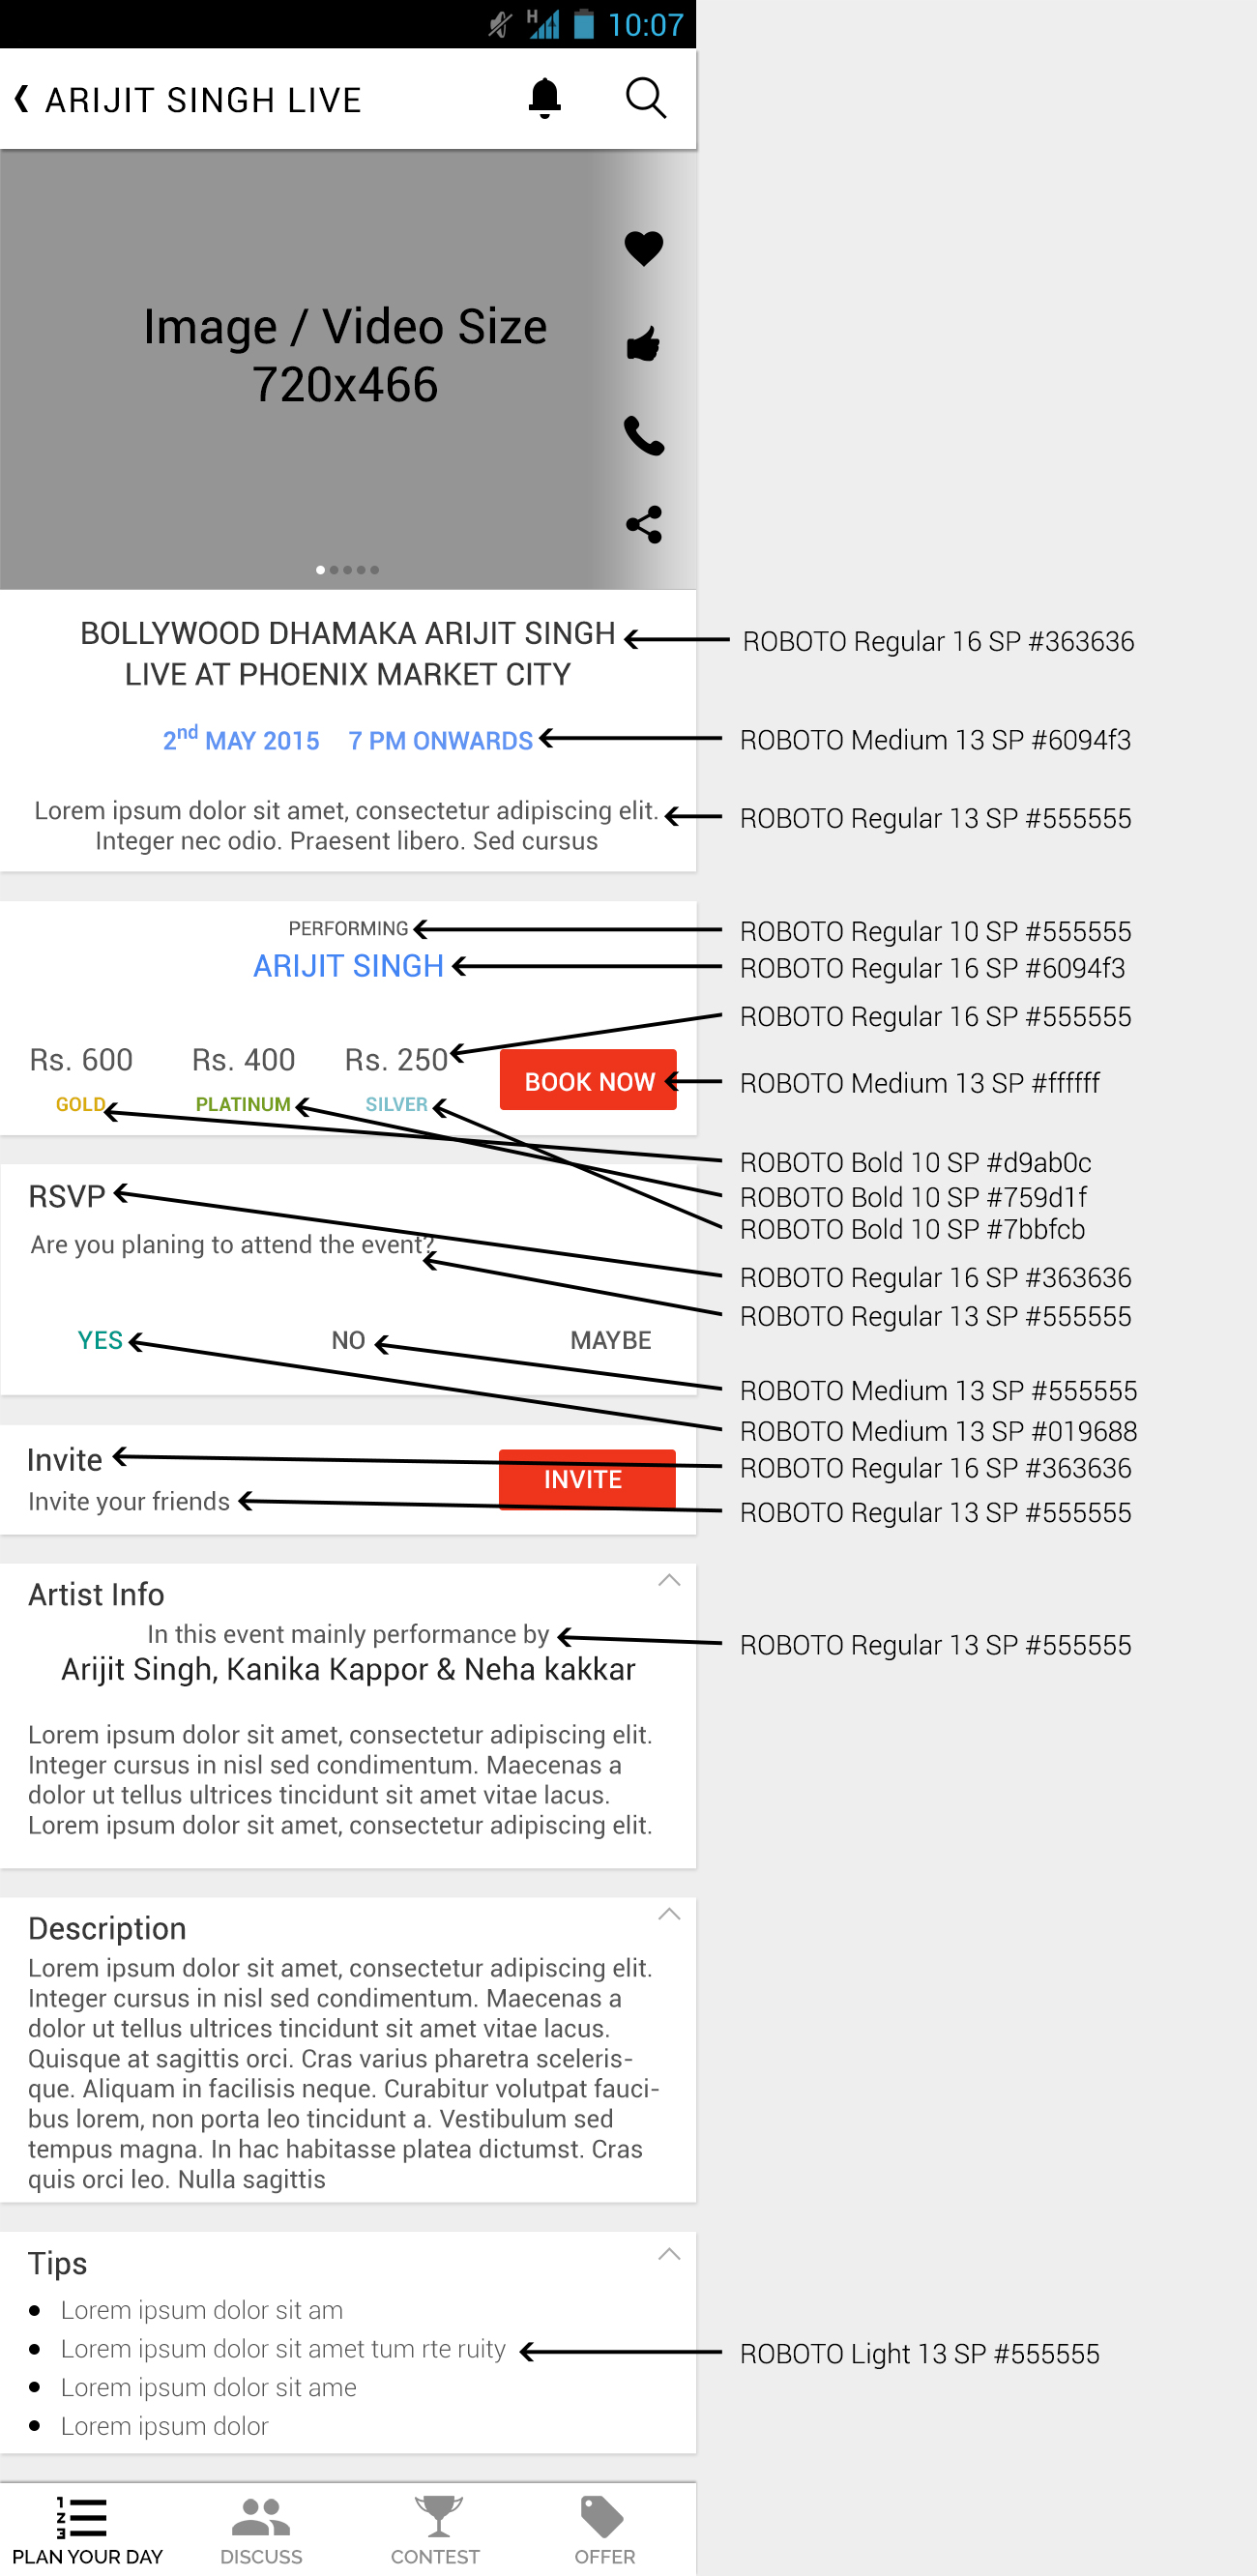 H 10:07
ARIJIT SINGH LIVE
Image / Video Size
720x466
BOLLYWOOD DHAMAKA ARIJIT SINGH
LIVE AT PHOENIX MARKET CITY
ROBOTO Regular 16 SP #363636
2nd MAY 2015 7 PM ONWARDS
ROBOTO Medium 13 SP #6094f3
Lorem ipsum dolor sit amet, consectetur adipiscing elit.
Integer nec odio. Praesent libero. Sed cursus
ROBOTO Regular 13 SP #555555
PERFORMING
ROBOTO Regular 10 SP #555555
ARIJIT SINGH
ROBOTO Regular 16 SP #6094f3
ROBOTO Regular 16 SP #555555
Rs. 600 Rs. 400 Rs. 250
BOOK NOW
ROBOTO Medium 13 SP #ffffff
GOLD PLATINUM SILVER
ROBOTO Bold 10 SP #d9ab0c
ROBOTO Bold 10 SP #759d1f
ROBOTO Bold 10 SP #7bbfcb
RSVP
Are you planing to attend the event?
ROBOTO Regular 16 SP #363636
ROBOTO Regular 13 SP #555555
YES NO MAYBE
ROBOTO Medium 13 SP #555555
ROBOTO Medium 13 SP #019688
Invite
ROBOTO Regular 16 SP #363636
INVITE
Invite your friends
ROBOTO Regular 13 SP #555555
Artist Info
In this event mainly performance by
ROBOTO Regular 13 SP #555555
Arijit Singh, Kanika Kappor & Neha kakkar
Lorem ipsum dolor sit amet, consectetur adipiscing elit.
Integer cursus in nisl sed condimentum. Maecenas a
dolor ut tellus ultrices tincidunt sit amet vitae lacus.
Lorem ipsum dolor sit amet, consectetur adipiscing elit.
Description
Lorem ipsum dolor sit amet, consectetur adipiscing elit.
Integer cursus in nisl sed condimentum. Maecenas a
dolor ut tellus ultrices tincidunt sit amet vitae lacus.
Quisque at sagittis orci. Cras varius pharetra sceleris-
que. Aliquam in facilisis neque. Curabitur volutpat fauci-
bus lorem, non porta leo tincidunt a. Vestibulum sed
tempus magna. In hac habitasse platea dictumst. Cras
quis orci leo. Nulla sagittis
Tips
Lorem ipsum dolor sit am
Lorem ipsum dolor sit amet tum rte ruity
ROBOTO Light 13 SP #555555
Lorem ipsum dolor sit ame
Lorem ipsum dolor
1
2
3
PLAN YOUR DAY DISCUSS CONTEST OFFER